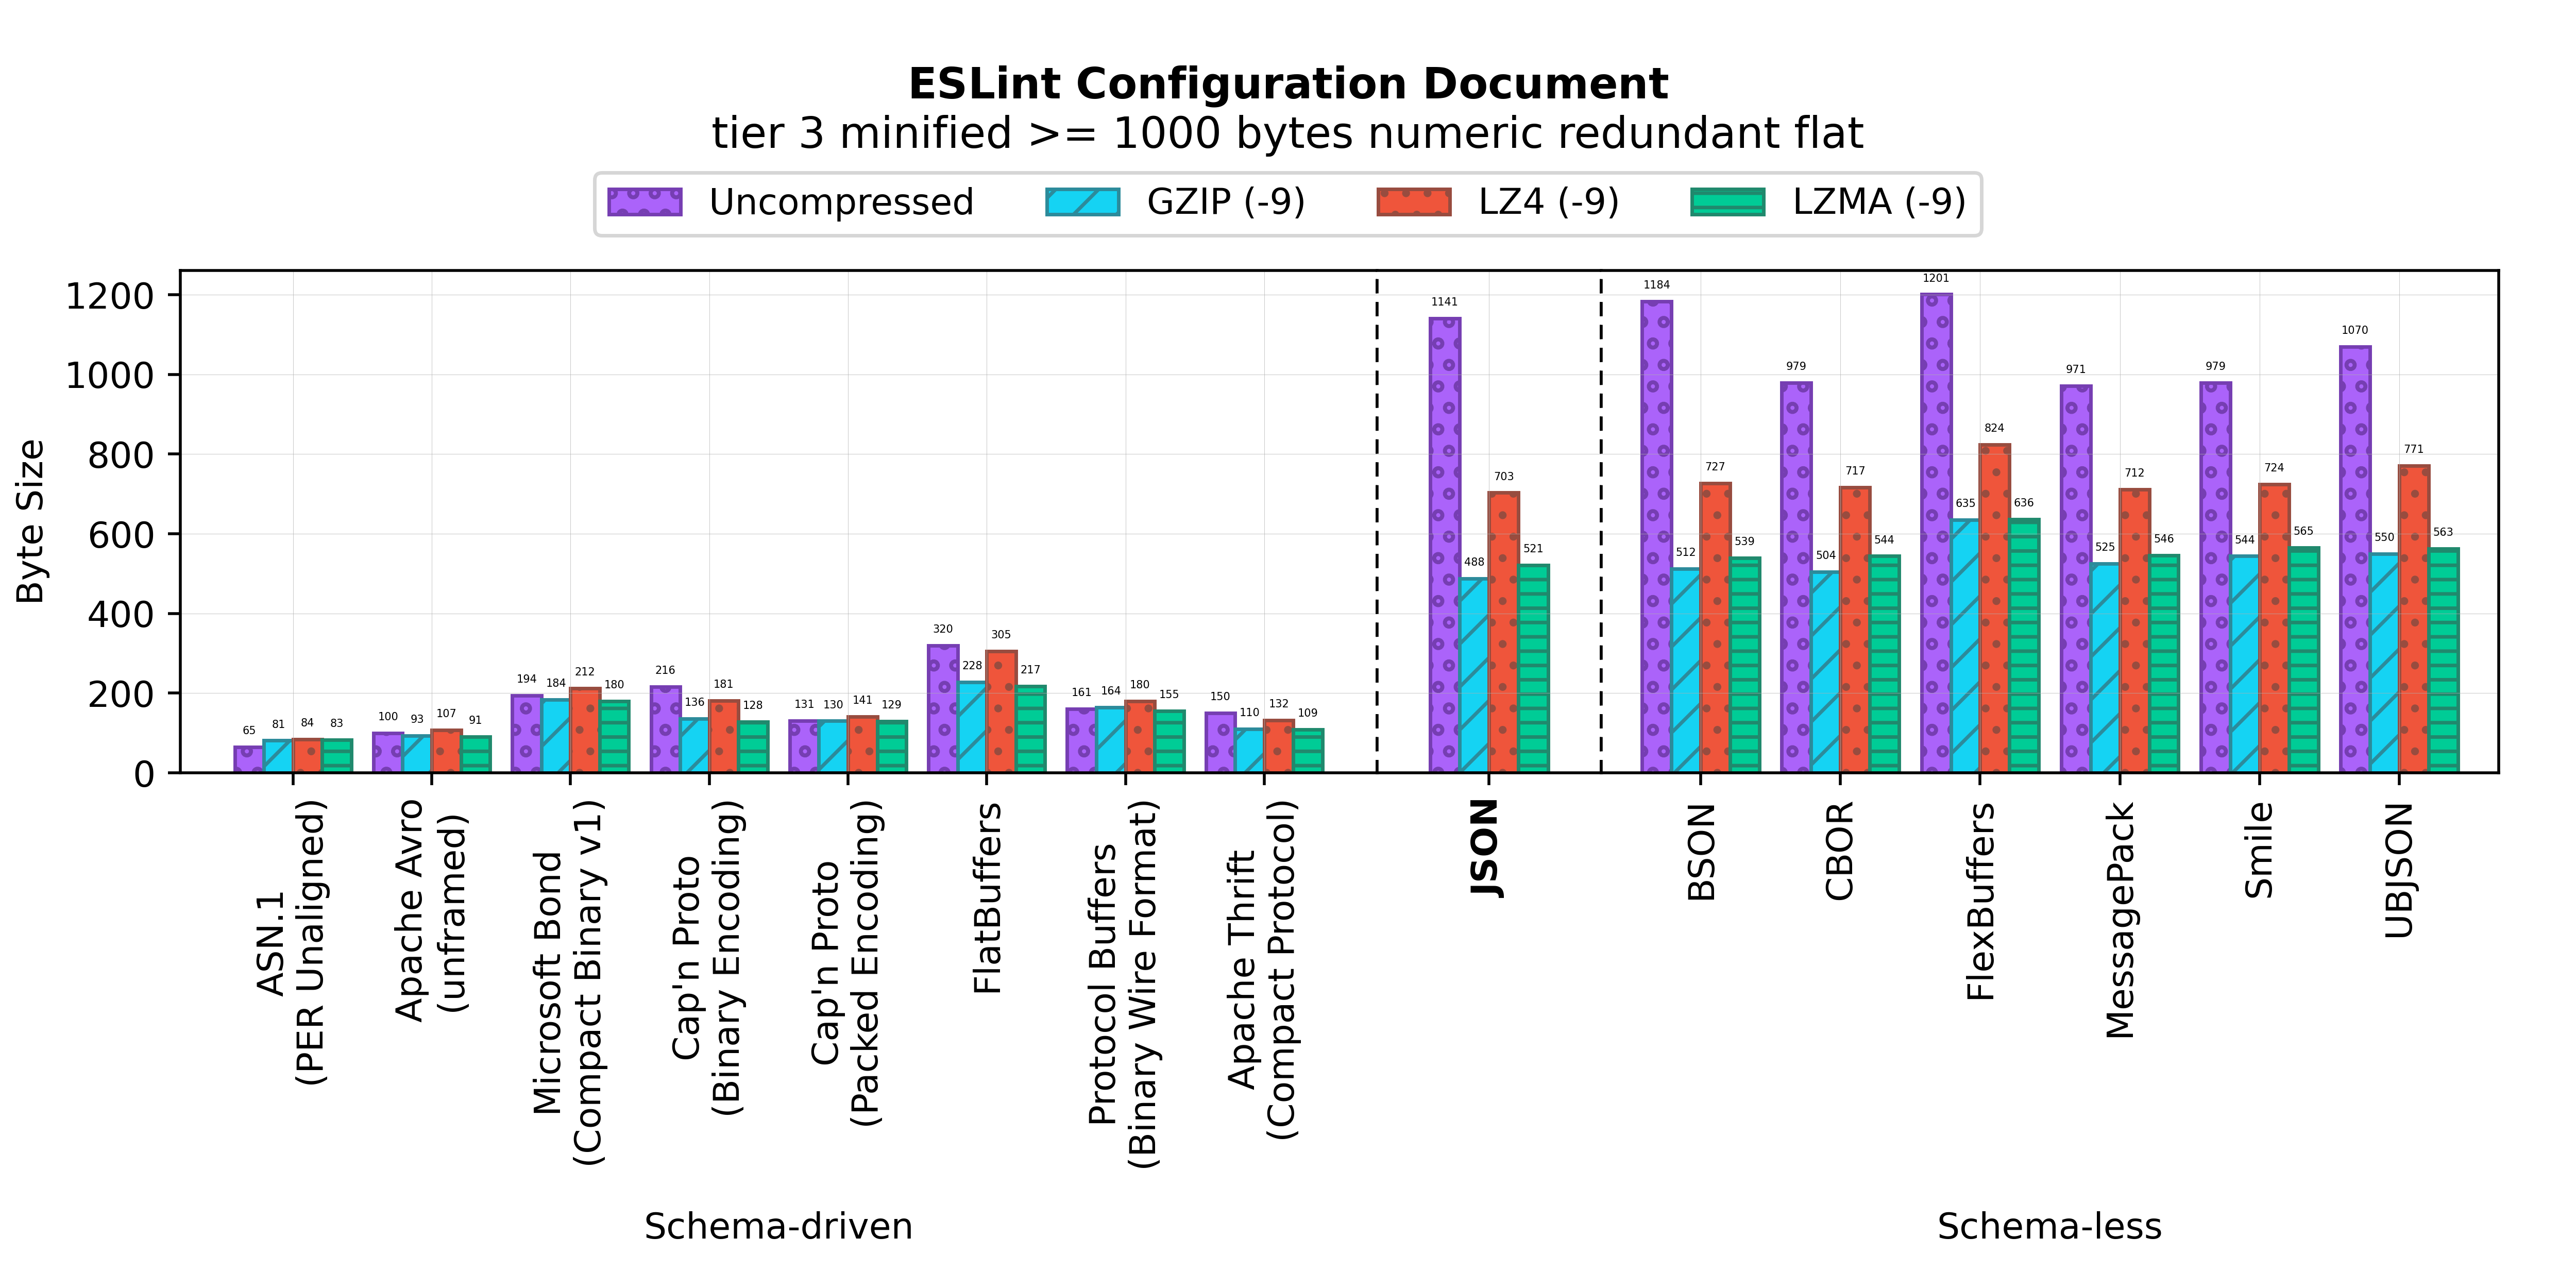 ESLint Configuration Document
tier 3 minified >= 1000 bytes numeric redundant flat
Uncompressed GZIP (-9) LZ4 (-9) LZMA (-9)
Byte Size
1200
1000
800
600
400
200
0
65 81 84 83
100 93 107 91
194 184 212 180
216 136 181 128
131 130 141 129
320 228 305 217
161 164 180 155
150 110 132 109
1141 488 703 521
1184 512 727 539
979 504 717 544
1201 635 824 636
971 525 712 546
979 544 724 565
1070 550 771 563
ASN.1
(PER Unaligned)
Apache Avro
(unframed)
Microsoft Bond
(Compact Binary v1)
Cap'n Proto
(Binary Encoding)
Cap'n Proto
(Packed Encoding)
FlatBuffers
Protocol Buffers
(Binary Wire Format)
Apache Thrift
(Compact Protocol)
JSON
BSON
CBOR
FlexBuffers
MessagePack
Smile
UBJSON
Schema-driven
Schema-less